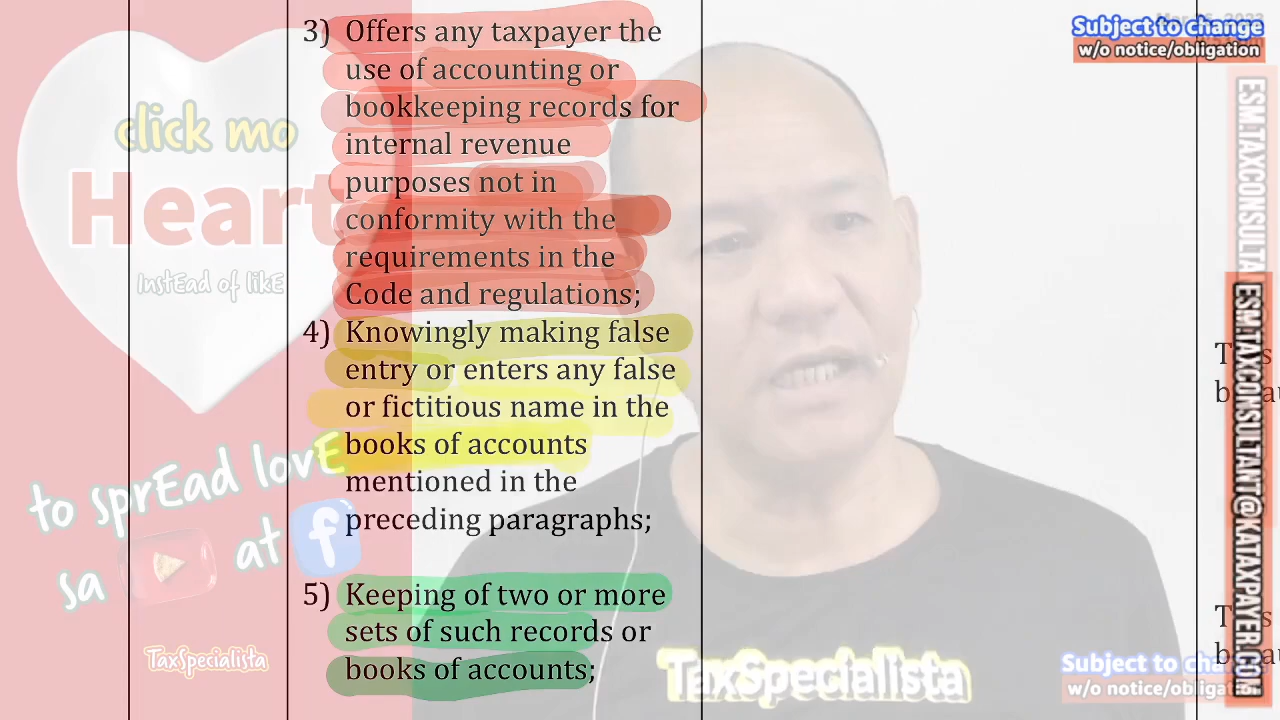 3) Offers any taxpayer the
use of accounting or
bookkeeping records for
internal revenue
purposes not in
conformity with the
requirements in the
Code and regulations;
4) Knowingly making false
entry or enters any false
or fictitious name in the
books of accounts
mentioned in the
preceding paragraphs;
5) Keeping of two or more
sets of such records or
books of accounts;
click mo
Heart
InstEad of likE
to sprEad lovE
sa at f
TaxSpecialista
TaxSpecialista
Subject to change
w/o notice/obligation
Subject to change
w/o notice/obligation
ESM.TAXCONSULTA
ESM.TAXCONSULTANT@KATAXPAYER.COM